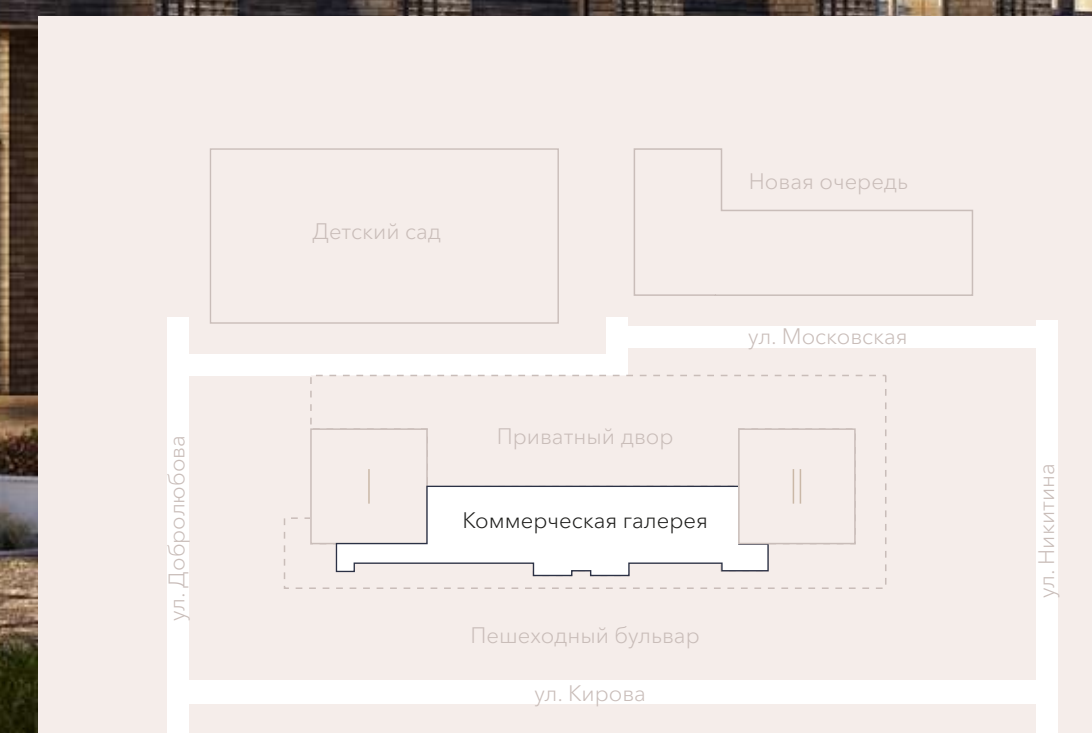 Новая очередь
Детский сад
ул. Московская
Приватный двор
ул. Добролюбова
I
II
Коммерческая галерея
ул. Никитина
Пешеходный бульвар
ул. Кирова